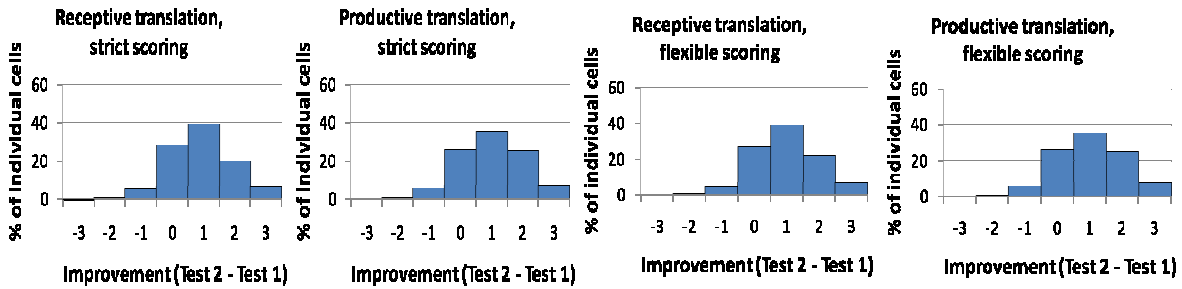 Receptive translation,
strict scoring
% of Individual cells
60
40
20
0
-3 -2 -1 0 1 2 3
Improvement (Test 2 - Test 1)
Productive translation,
strict scoring
% of Individual cells
60
40
20
0
-3 -2 -1 0 1 2 3
Improvement (Test 2 - Test 1)
Receptive translation,
flexible scoring
% of individual cells
60
40
20
0
-3 -2 -1 0 1 2 3
Improvement (Test 2 - Test 1)
Productive translation,
flexible scoring
% of individual cells
60
40
20
0
-3 -2 -1 0 1 2 3
Improvement (Test 2 - Test 1)